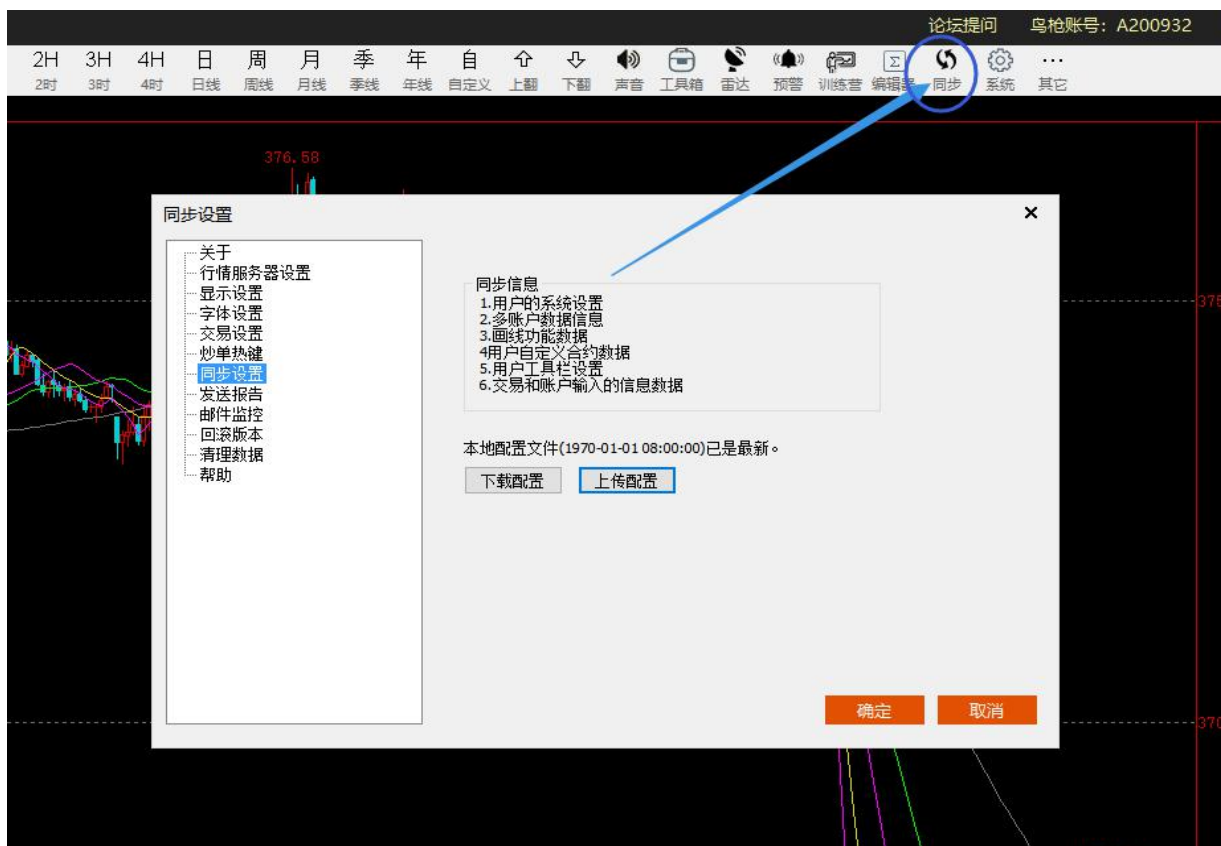 论坛提问 鸟枪账号：A200932
2H 3H 4H 日 周 月 季 年 自 Σ ...
2时 3时 4时 日线 周线 月线 季线 年线 自定义 上翻 下翻 声音 工具箱 雷达 预警 训练营 编辑器 同步 系统 其它
376.58
同步设置
关于
行情服务器设置
显示设置
字体设置
交易设置
炒单热键
同步设置
发送报告
邮件监控
回滚版本
清理数据
帮助
同步信息
1.用户的系统设置
2.多账户数据信息
3.画线功能数据
4用户自定义合约数据
5.用户工具栏设置
6.交易和账户输入的信息数据
本地配置文件(1970-01-01 08:00:00)已是最新。
下载配置 上传配置
确定 取消
375
370